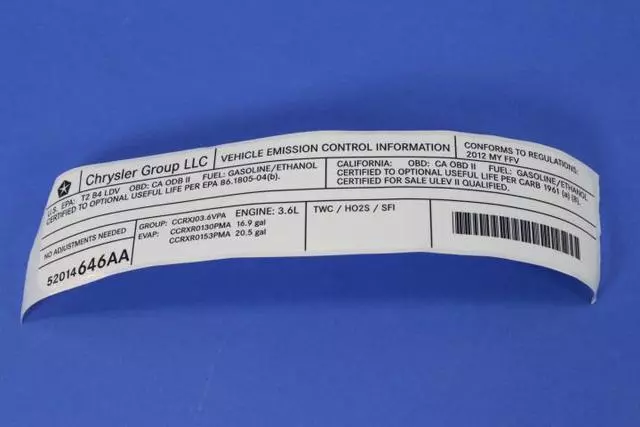 Chrysler Group LLC
VEHICLE EMISSION CONTROL INFORMATION
CONFORMS TO REGULATIONS:
2012 MY FFV
U.S. EPA: T2 B4 LDV OBD: CA ODB II FUEL: GASOLINE/ETHANOL
CERTIFIED TO OPTIONAL USEFUL LIFE PER EPA 86.1805-04(b).
CALIFORNIA: OBD: CA OBD II FUEL: GASOLINE/ETHANOL
CERTIFIED TO OPTIONAL USEFUL LIFE PER CARB 1961 (a) (8).
CERTIFIED FOR SALE ULEV II QUALIFIED.
NO ADJUSTMENTS NEEDED
52014646AA
GROUP: CCRXJ03.6VPA ENGINE: 3.6L
EVAP: CCRXR0130PMA 16.9 gal
CCRXR0153PMA 20.5 gal
TWC / HO2S / SFI